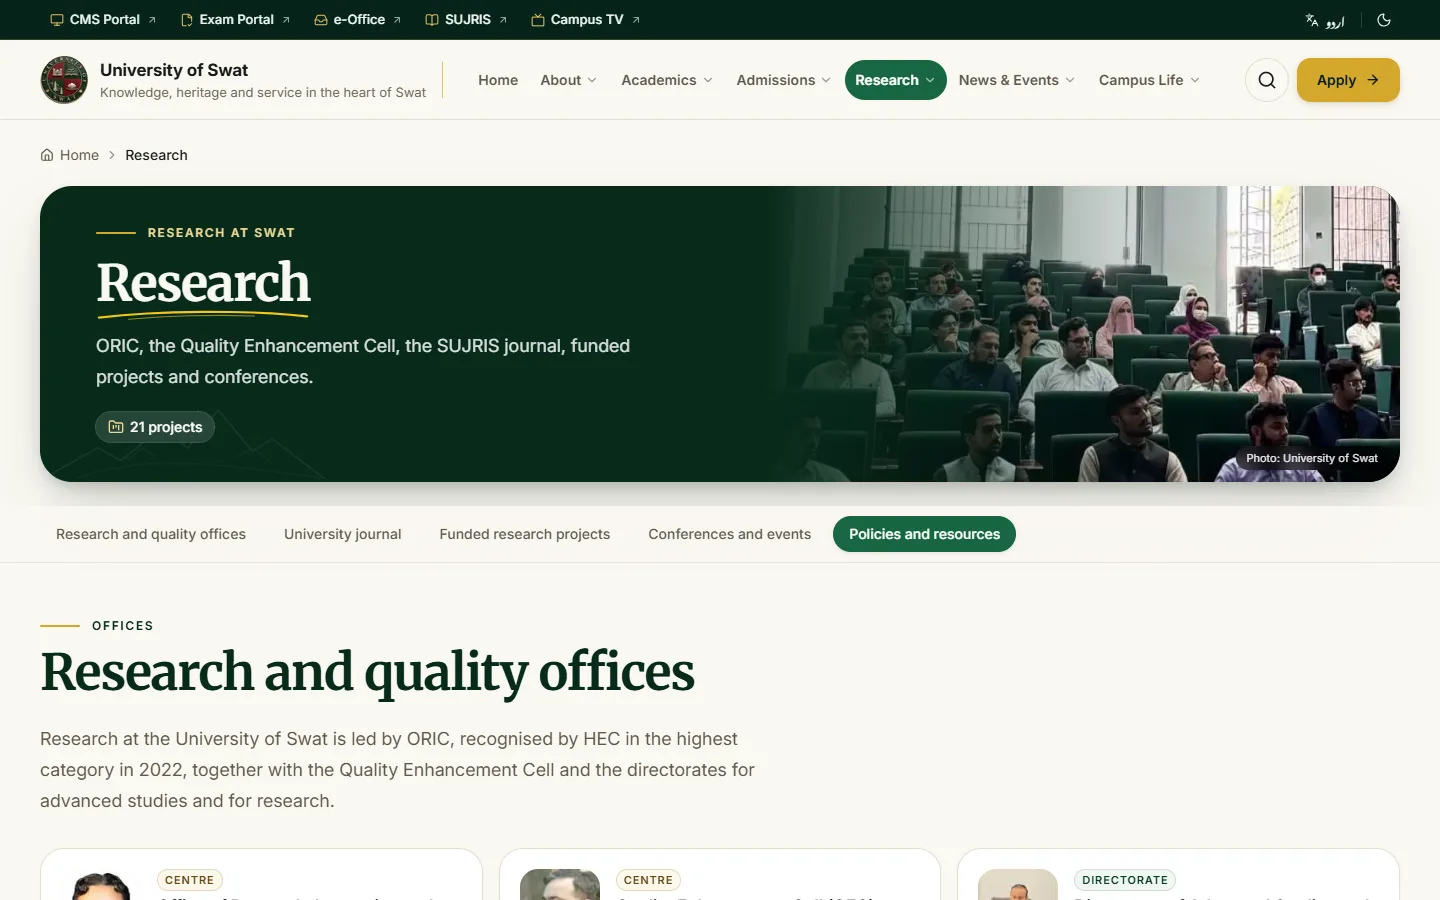 CMS Portal
Exam Portal
e-Office
SUJRIS
Campus TV
اردو
University of Swat
Knowledge, heritage and service in the heart of Swat
Home
About
Academics
Admissions
Research
News & Events
Campus Life
Apply
Home
Research
RESEARCH AT SWAT
Research
ORIC, the Quality Enhancement Cell, the SUJRIS journal, funded
projects and conferences.
21 projects
Photo: University of Swat
Research and quality offices
University journal
Funded research projects
Conferences and events
Policies and resources
OFFICES
Research and quality offices
Research at the University of Swat is led by ORIC, recognised by HEC in the highest
category in 2022, together with the Quality Enhancement Cell and the directorates for
advanced studies and for research.
CENTRE
CENTRE
DIRECTORATE